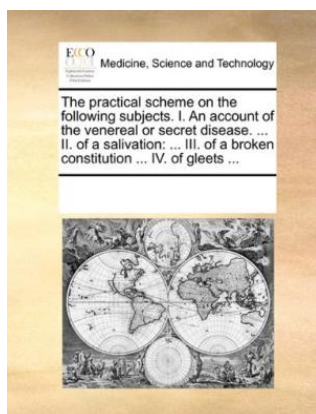 ECCO
Medicine, Science and Technology
The practical scheme on the
following subjects. I. An account of
the venereal or secret disease. ...
II. of a salivation: ... III. of a broken
constitution ... IV. of gleets ...